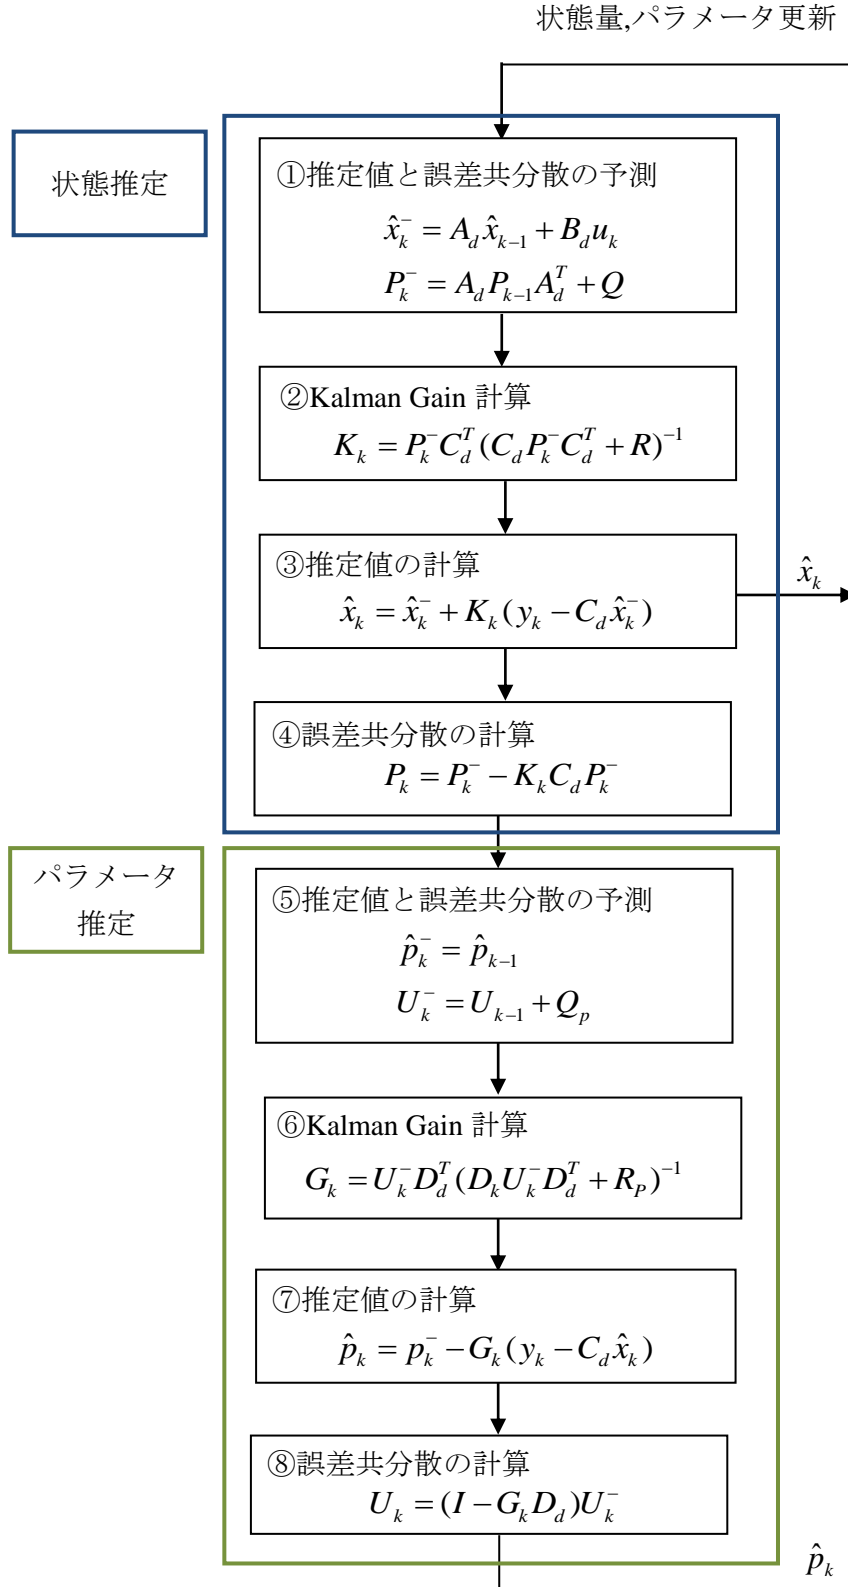 状態量,パラメータ更新
状態推定
①推定値と誤差共分散の予測
x̂_k^- = A_d x̂_{k-1} + B_d u_k
P_k^- = A_d P_{k-1} A_d^T + Q
②Kalman Gain 計算
K_k = P_k^- C_d^T (C_d P_k^- C_d^T + R)^{-1}
③推定値の計算
x̂_k = x̂_k^- + K_k (y_k − C_d x̂_k^-)
x̂_k
④誤差共分散の計算
P_k = P_k^- − K_k C_d P_k^-
パラメータ
推定
⑤推定値と誤差共分散の予測
p̂_k^- = p̂_{k-1}
U_k^- = U_{k-1} + Q_p
⑥Kalman Gain 計算
G_k = U_k^- D_d^T (D_k U_k^- D_d^T + R_P)^{-1}
⑦推定値の計算
p̂_k = p_k^- − G_k (y_k − C_d x̂_k)
⑧誤差共分散の計算
U_k = (I − G_k D_d) U_k^-
p̂_k